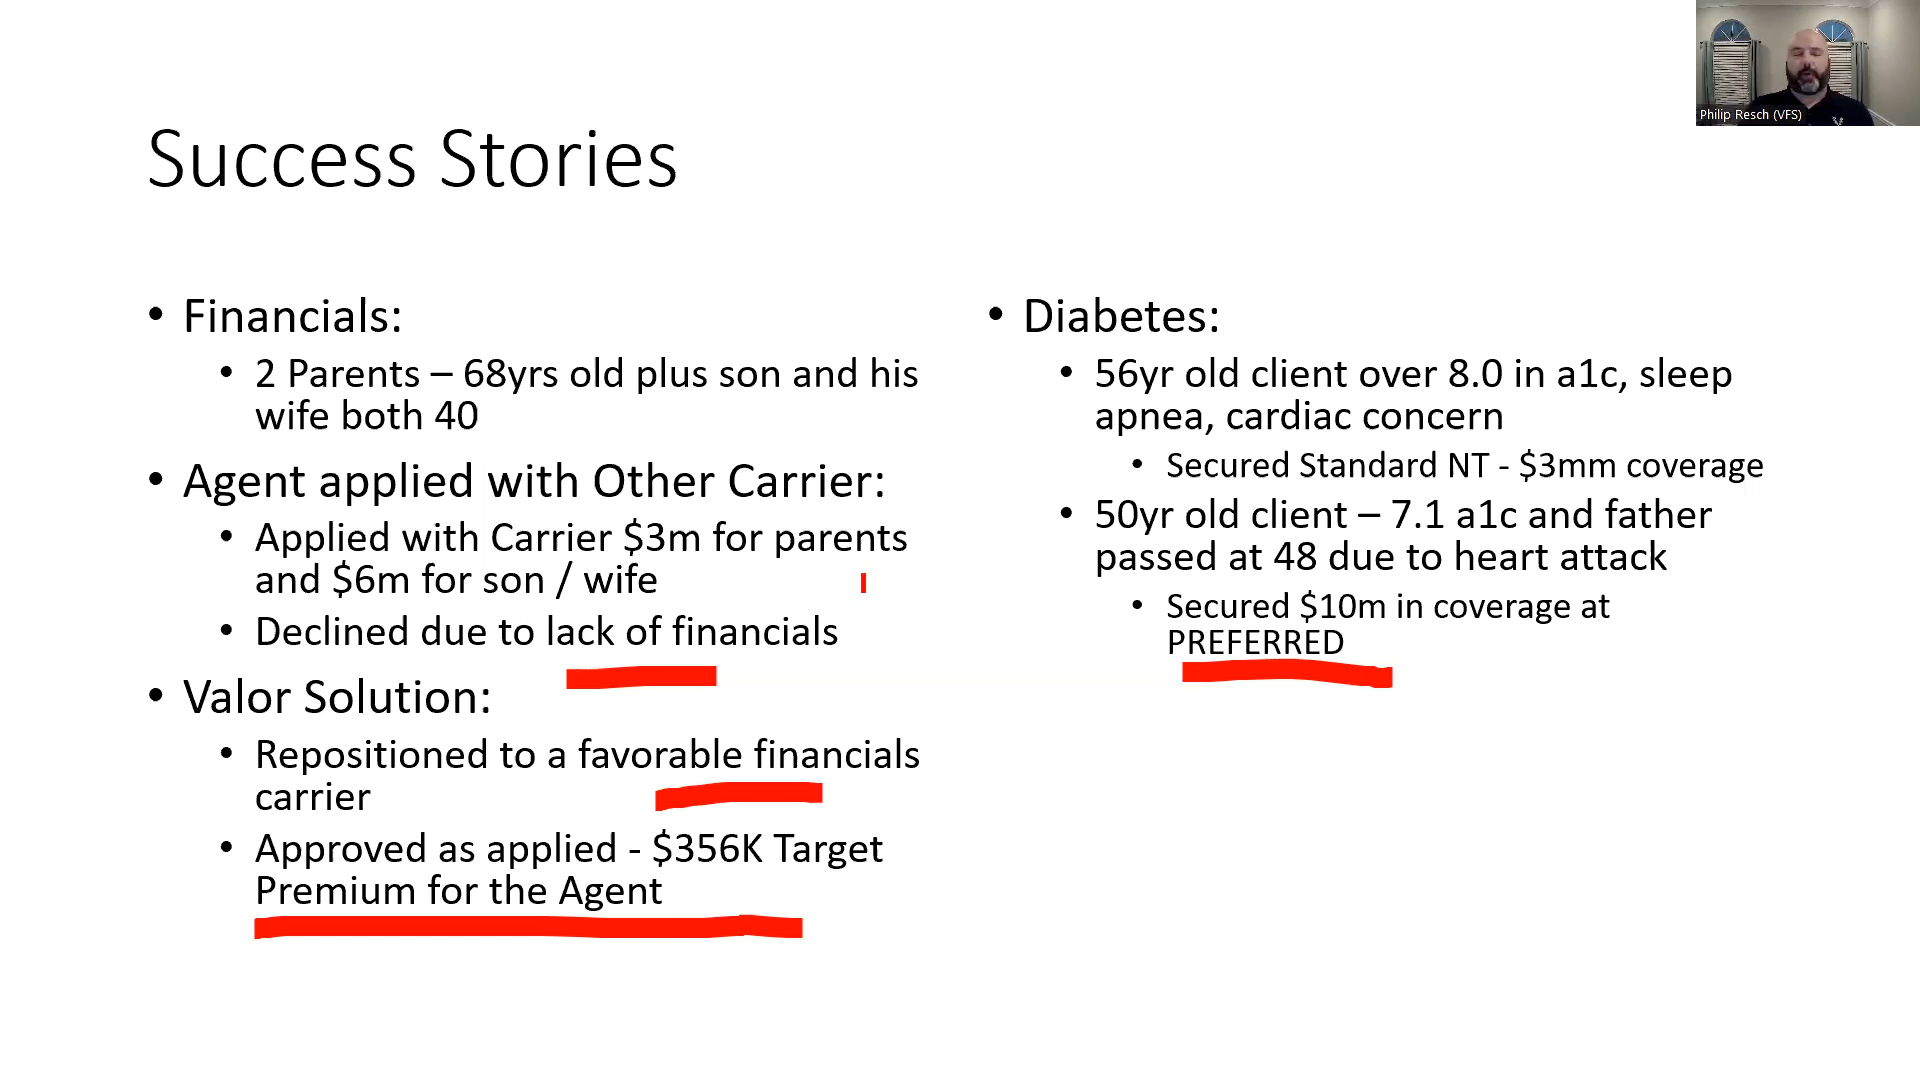 Philip Resch (VFS)
Success Stories
• Financials:
• 2 Parents – 68yrs old plus son and his
wife both 40
• Agent applied with Other Carrier:
• Applied with Carrier $3m for parents
and $6m for son / wife
• Declined due to lack of financials
• Valor Solution:
• Repositioned to a favorable financials
carrier
• Approved as applied - $356K Target
Premium for the Agent
• Diabetes:
• 56yr old client over 8.0 in a1c, sleep
apnea, cardiac concern
• Secured Standard NT - $3mm coverage
• 50yr old client – 7.1 a1c and father
passed at 48 due to heart attack
• Secured $10m in coverage at
PREFERRED